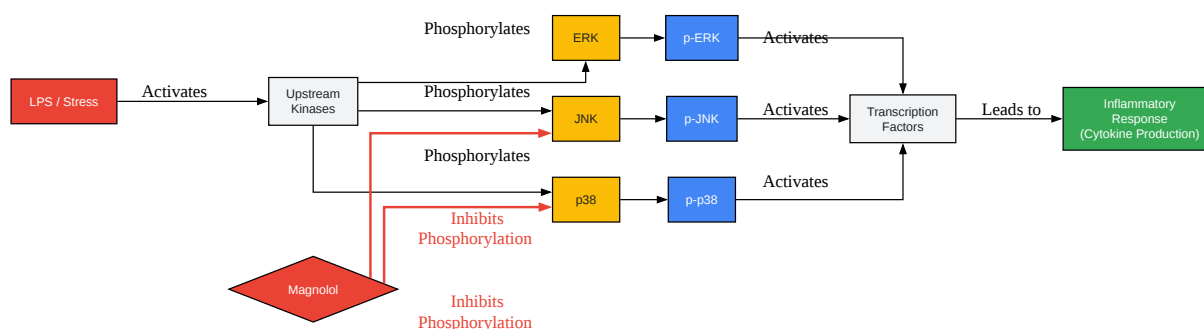 Phosphorylates
ERK
p-ERK
Activates
LPS / Stress
Activates
Upstream
Kinases
Phosphorylates
JNK
p-JNK
Activates
Transcription
Factors
Leads to
Inflammatory
Response
(Cytokine Production)
Phosphorylates
p38
p-p38
Activates
Inhibits
Phosphorylation
Magnolol
Inhibits
Phosphorylation